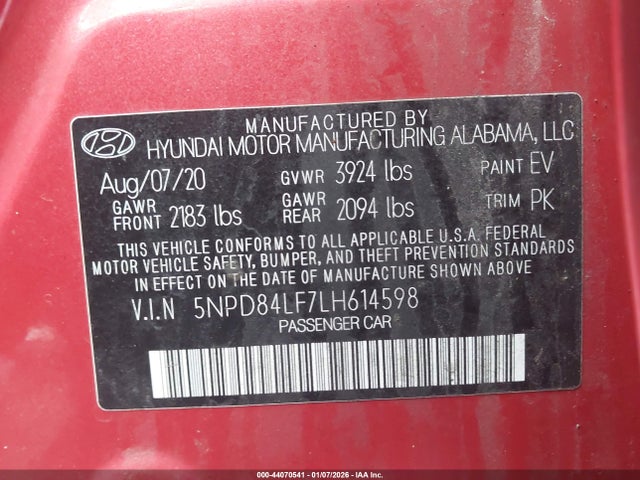 MANUFACTURED BY
HYUNDAI MOTOR MANUFACTURING ALABAMA, LLC
Aug/07/20 GVWR 3924 lbs PAINT EV
GAWR FRONT 2183 lbs GAWR REAR 2094 lbs TRIM PK
THIS VEHICLE CONFORMS TO ALL APPLICABLE U.S.A. FEDERAL
MOTOR VEHICLE SAFETY, BUMPER, AND THEFT PREVENTION STANDARDS
IN EFFECT ON THE DATE OF MANUFACTURE SHOWN ABOVE
V.I.N 5NPD84LF7LH614598
PASSENGER CAR
000-44070541 - 01/07/2026 - IAA Inc.